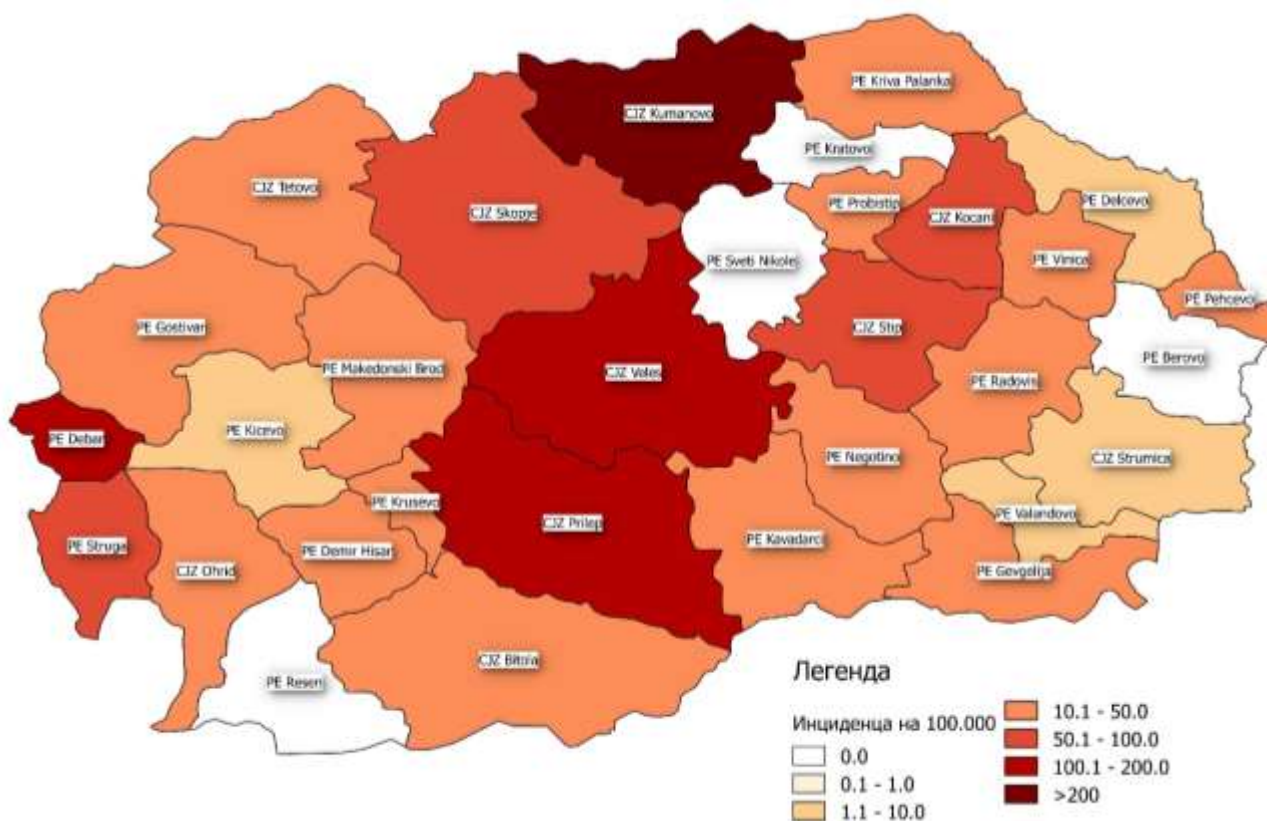 PE Kriva Palanka
CJZ Kumanovo
PE Kratovo
CJZ Tetovo
PE Probistip
PE Delcevo
CJZ Skopje
CJZ Kocani
PE Sveti Nikole
PE Vinica
PE Pehcevo
PE Gostivar
CJZ Stip
PE Berovo
PE Makedonski Brod
CJZ Veles
PE Radovis
PE Kicevo
PE Debar
PE Negotino
CJZ Strumica
PE Krusevo
PE Valandovo
CJZ Prilep
PE Kavadarci
PE Struga
PE Demir Hisar
CJZ Ohrid
PE Gevgelija
CJZ Bitola
PE Resen
Легенда
Инциденца на 100.000
0.0
0.1 - 1.0
1.1 - 10.0
10.1 - 50.0
50.1 - 100.0
100.1 - 200.0
>200